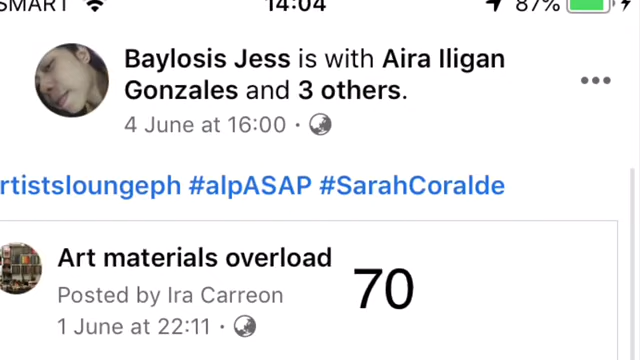 SMART 14:04 87%
Baylosis Jess is with Aira Iligan
Gonzales and 3 others.
4 June at 16:00 ·
rtistsloungeph #alpASAP #SarahCoralde
Art materials overload
Posted by Ira Carreon
1 June at 22:11 ·
70